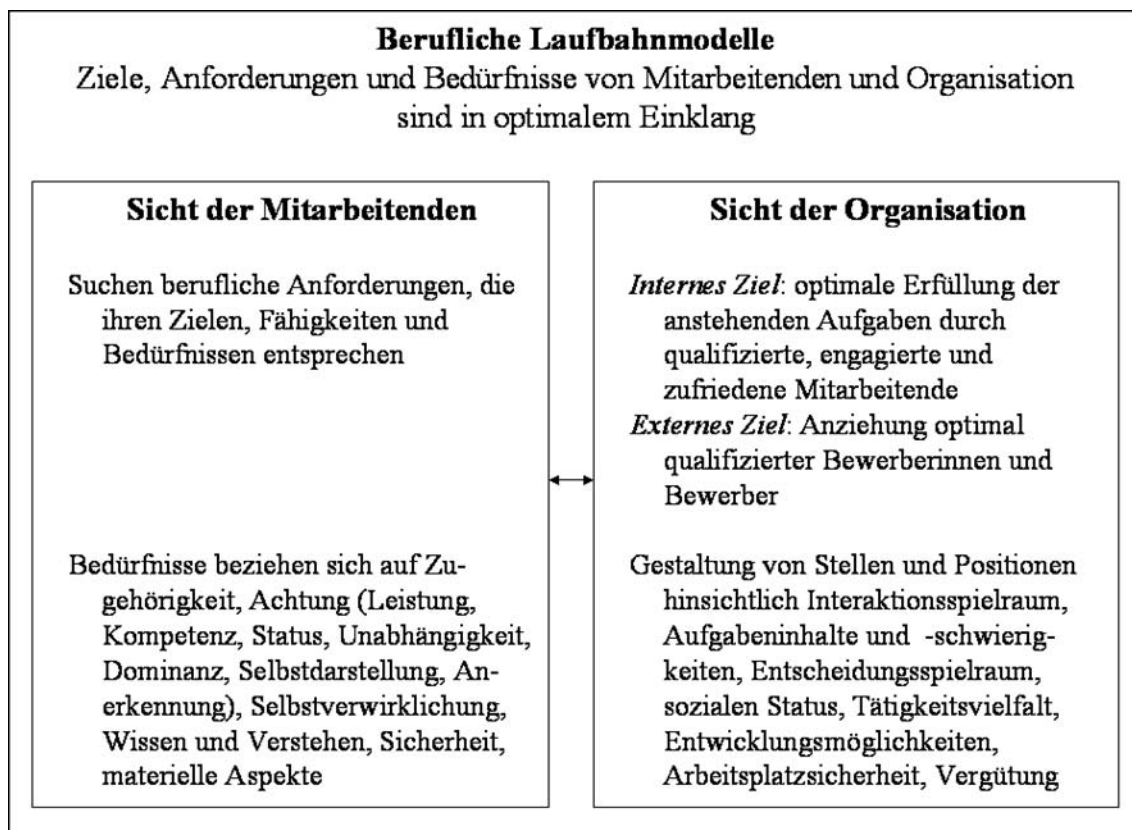 Berufliche Laufbahnmodelle
Ziele, Anforderungen und Bedürfnisse von Mitarbeitenden und Organisation
sind in optimalem Einklang
Sicht der Mitarbeitenden
Suchen berufliche Anforderungen, die
ihren Zielen, Fähigkeiten und
Bedürfnissen entsprechen
Bedürfnisse beziehen sich auf Zu-
gehörigkeit, Achtung (Leistung,
Kompetenz, Status, Unabhängigkeit,
Dominanz, Selbstdarstellung, An-
erkennung), Selbstverwirklichung,
Wissen und Verstehen, Sicherheit,
materielle Aspekte
Sicht der Organisation
Internes Ziel: optimale Erfüllung der
anstehenden Aufgaben durch
qualifizierte, engagierte und
zufriedene Mitarbeitende
Externes Ziel: Anziehung optimal
qualifizierter Bewerberinnen und
Bewerber
Gestaltung von Stellen und Positionen
hinsichtlich Interaktionsspielraum,
Aufgabeninhalte und -schwierig-
keiten, Entscheidungsspielraum,
sozialen Status, Tätigkeitsvielfalt,
Entwicklungsmöglichkeiten,
Arbeitsplatzsicherheit, Vergütung